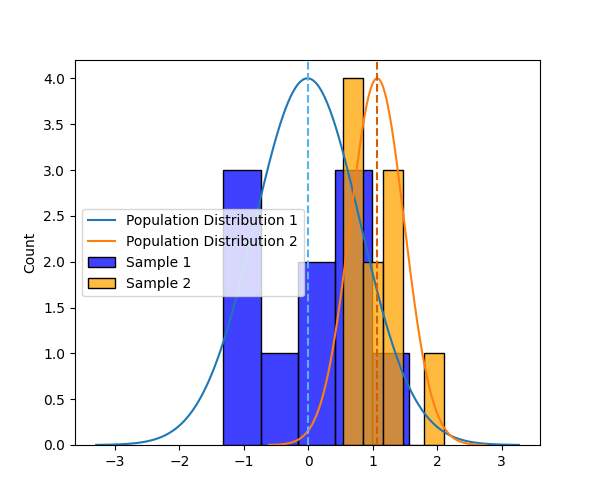 4.0
3.5
3.0
2.5
2.0
1.5
1.0
0.5
0.0
Count
Population Distribution 1
Population Distribution 2
Sample 1
Sample 2
−3 −2 −1 0 1 2 3